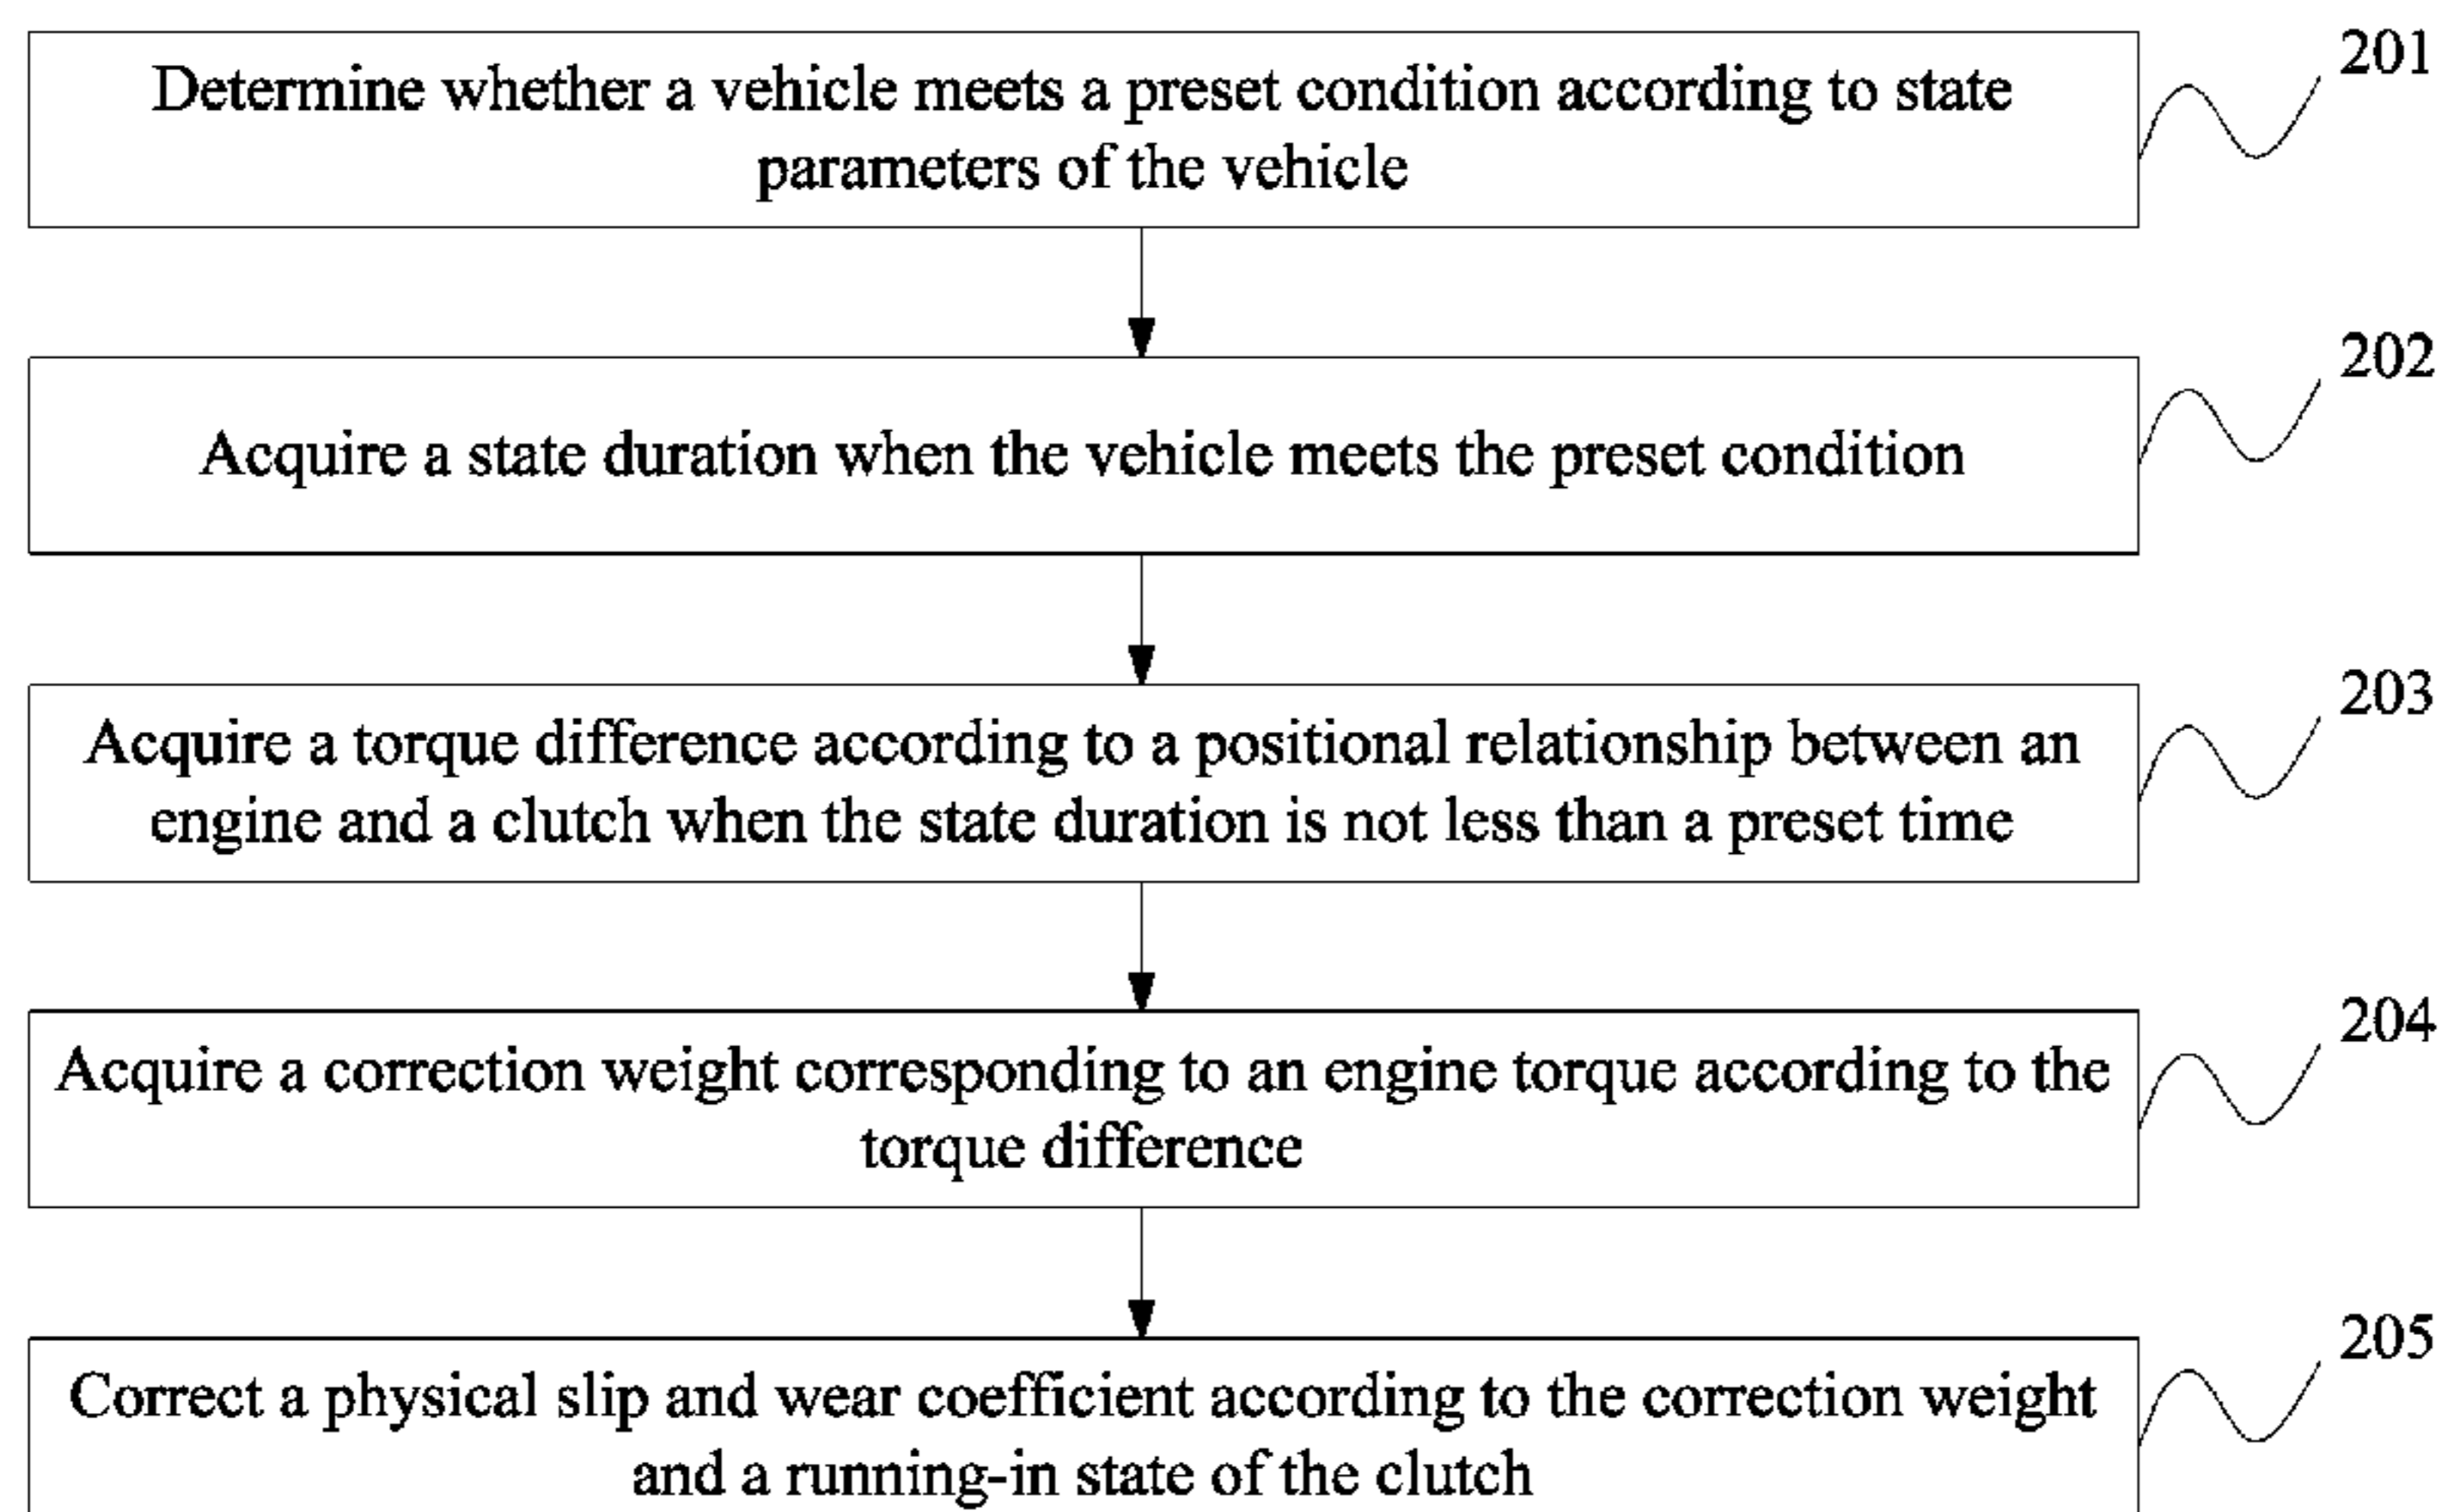 201
Determine whether a vehicle meets a preset condition according to state
parameters of the vehicle
202
Acquire a state duration when the vehicle meets the preset condition
203
Acquire a torque difference according to a positional relationship between an
engine and a clutch when the state duration is not less than a preset time
204
Acquire a correction weight corresponding to an engine torque according to the
torque difference
205
Correct a physical slip and wear coefficient according to the correction weight
and a running-in state of the clutch